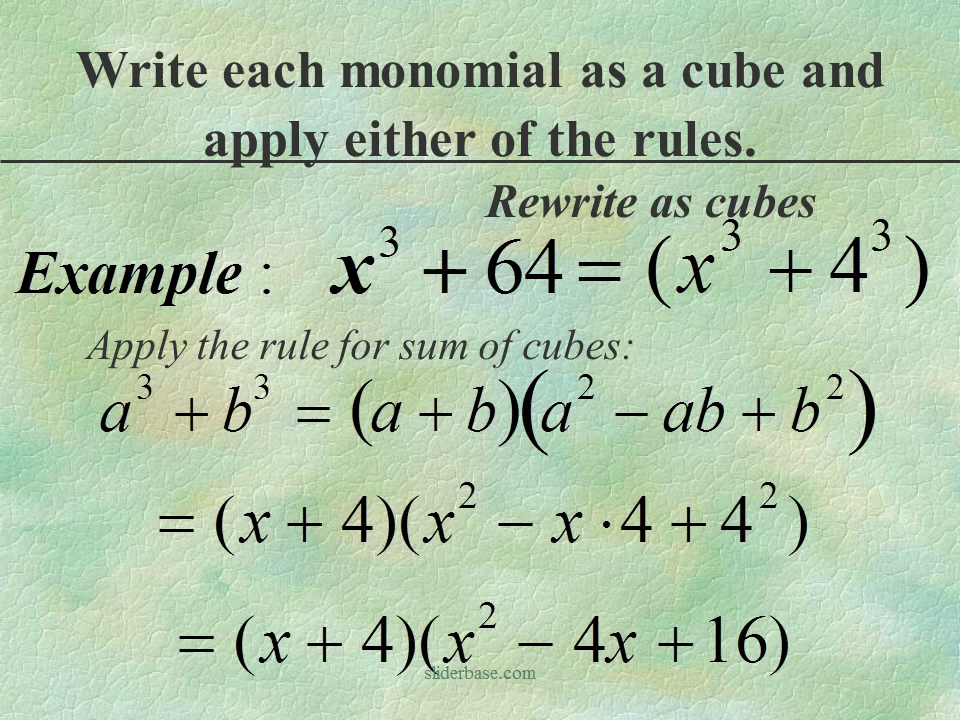 Write each monomial as a cube and
apply either of the rules.
Rewrite as cubes
Example : x³ + 64 = (x³ + 4³)
Apply the rule for sum of cubes:
a³ + b³ = (a + b)(a² − ab + b²)
= (x + 4)(x² − x · 4 + 4²)
= (x + 4)(x² − 4x + 16)
sliderbase.com